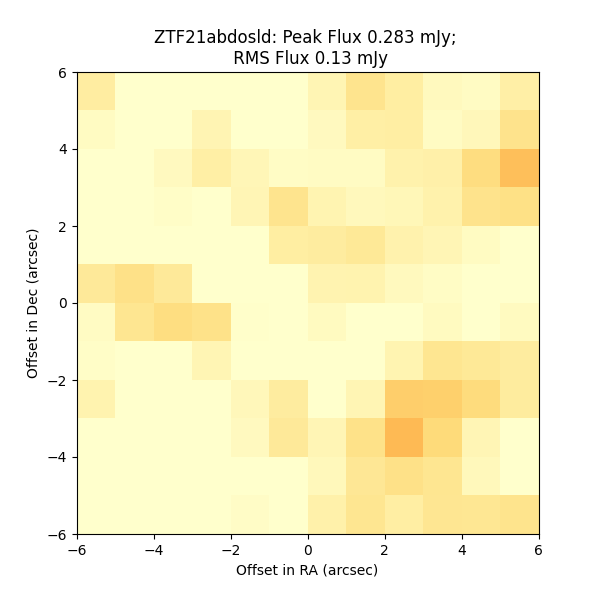 ZTF21abdosld: Peak Flux 0.283 mJy;
RMS Flux 0.13 mJy
6
4
2
0
−2
−4
−6
Offset in Dec (arcsec)
−6 −4 −2 0 2 4 6
Offset in RA (arcsec)